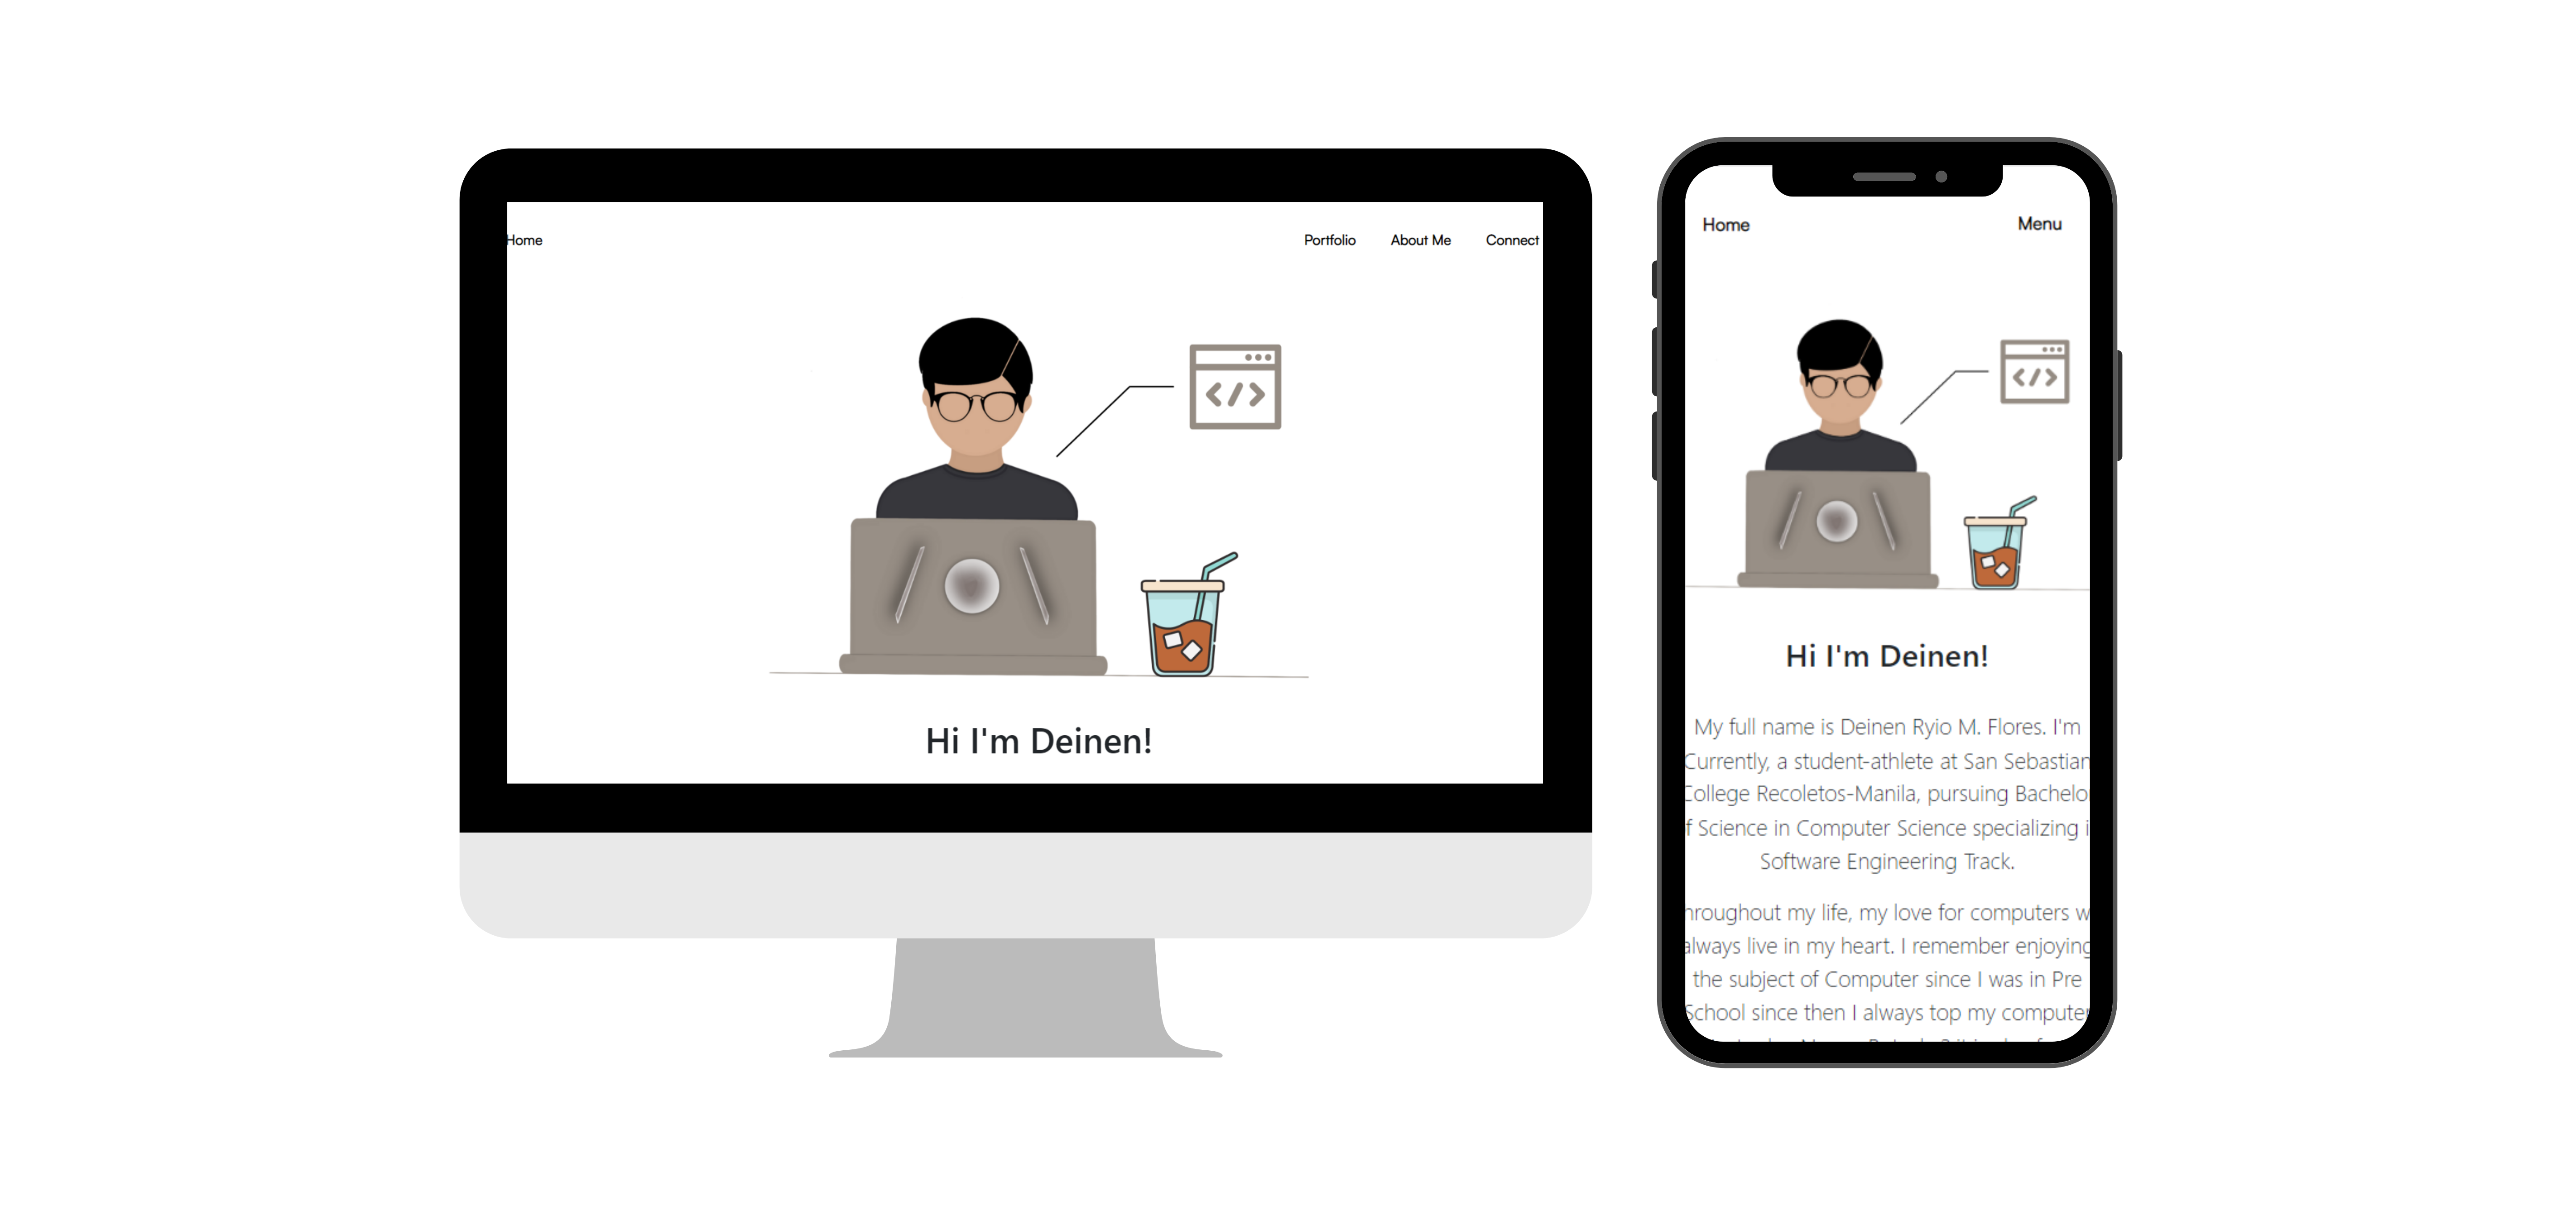 Home Portfolio About Me Connect
</>
Hi I'm Deinen!
Home Menu
</>
Hi I'm Deinen!
My full name is Deinen Ryio M. Flores. I'm
Currently, a student-athlete at San Sebastian
College Recoletos-Manila, pursuing Bachelor
f Science in Computer Science specializing i
Software Engineering Track.
hroughout my life, my love for computers w
always live in my heart. I remember enjoying
the subject of Computer since I was in Pre
School since then I always top my computer